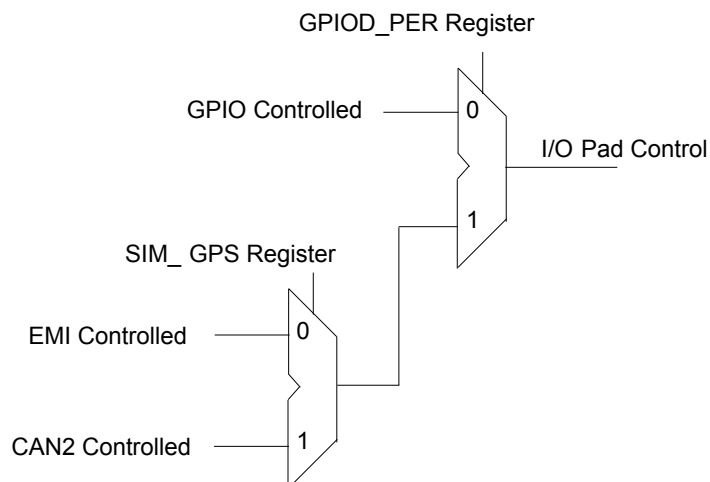 GPIOD_PER Register
GPIO Controlled
0
I/O Pad Control
1
SIM_ GPS Register
EMI Controlled
0
CAN2 Controlled
1